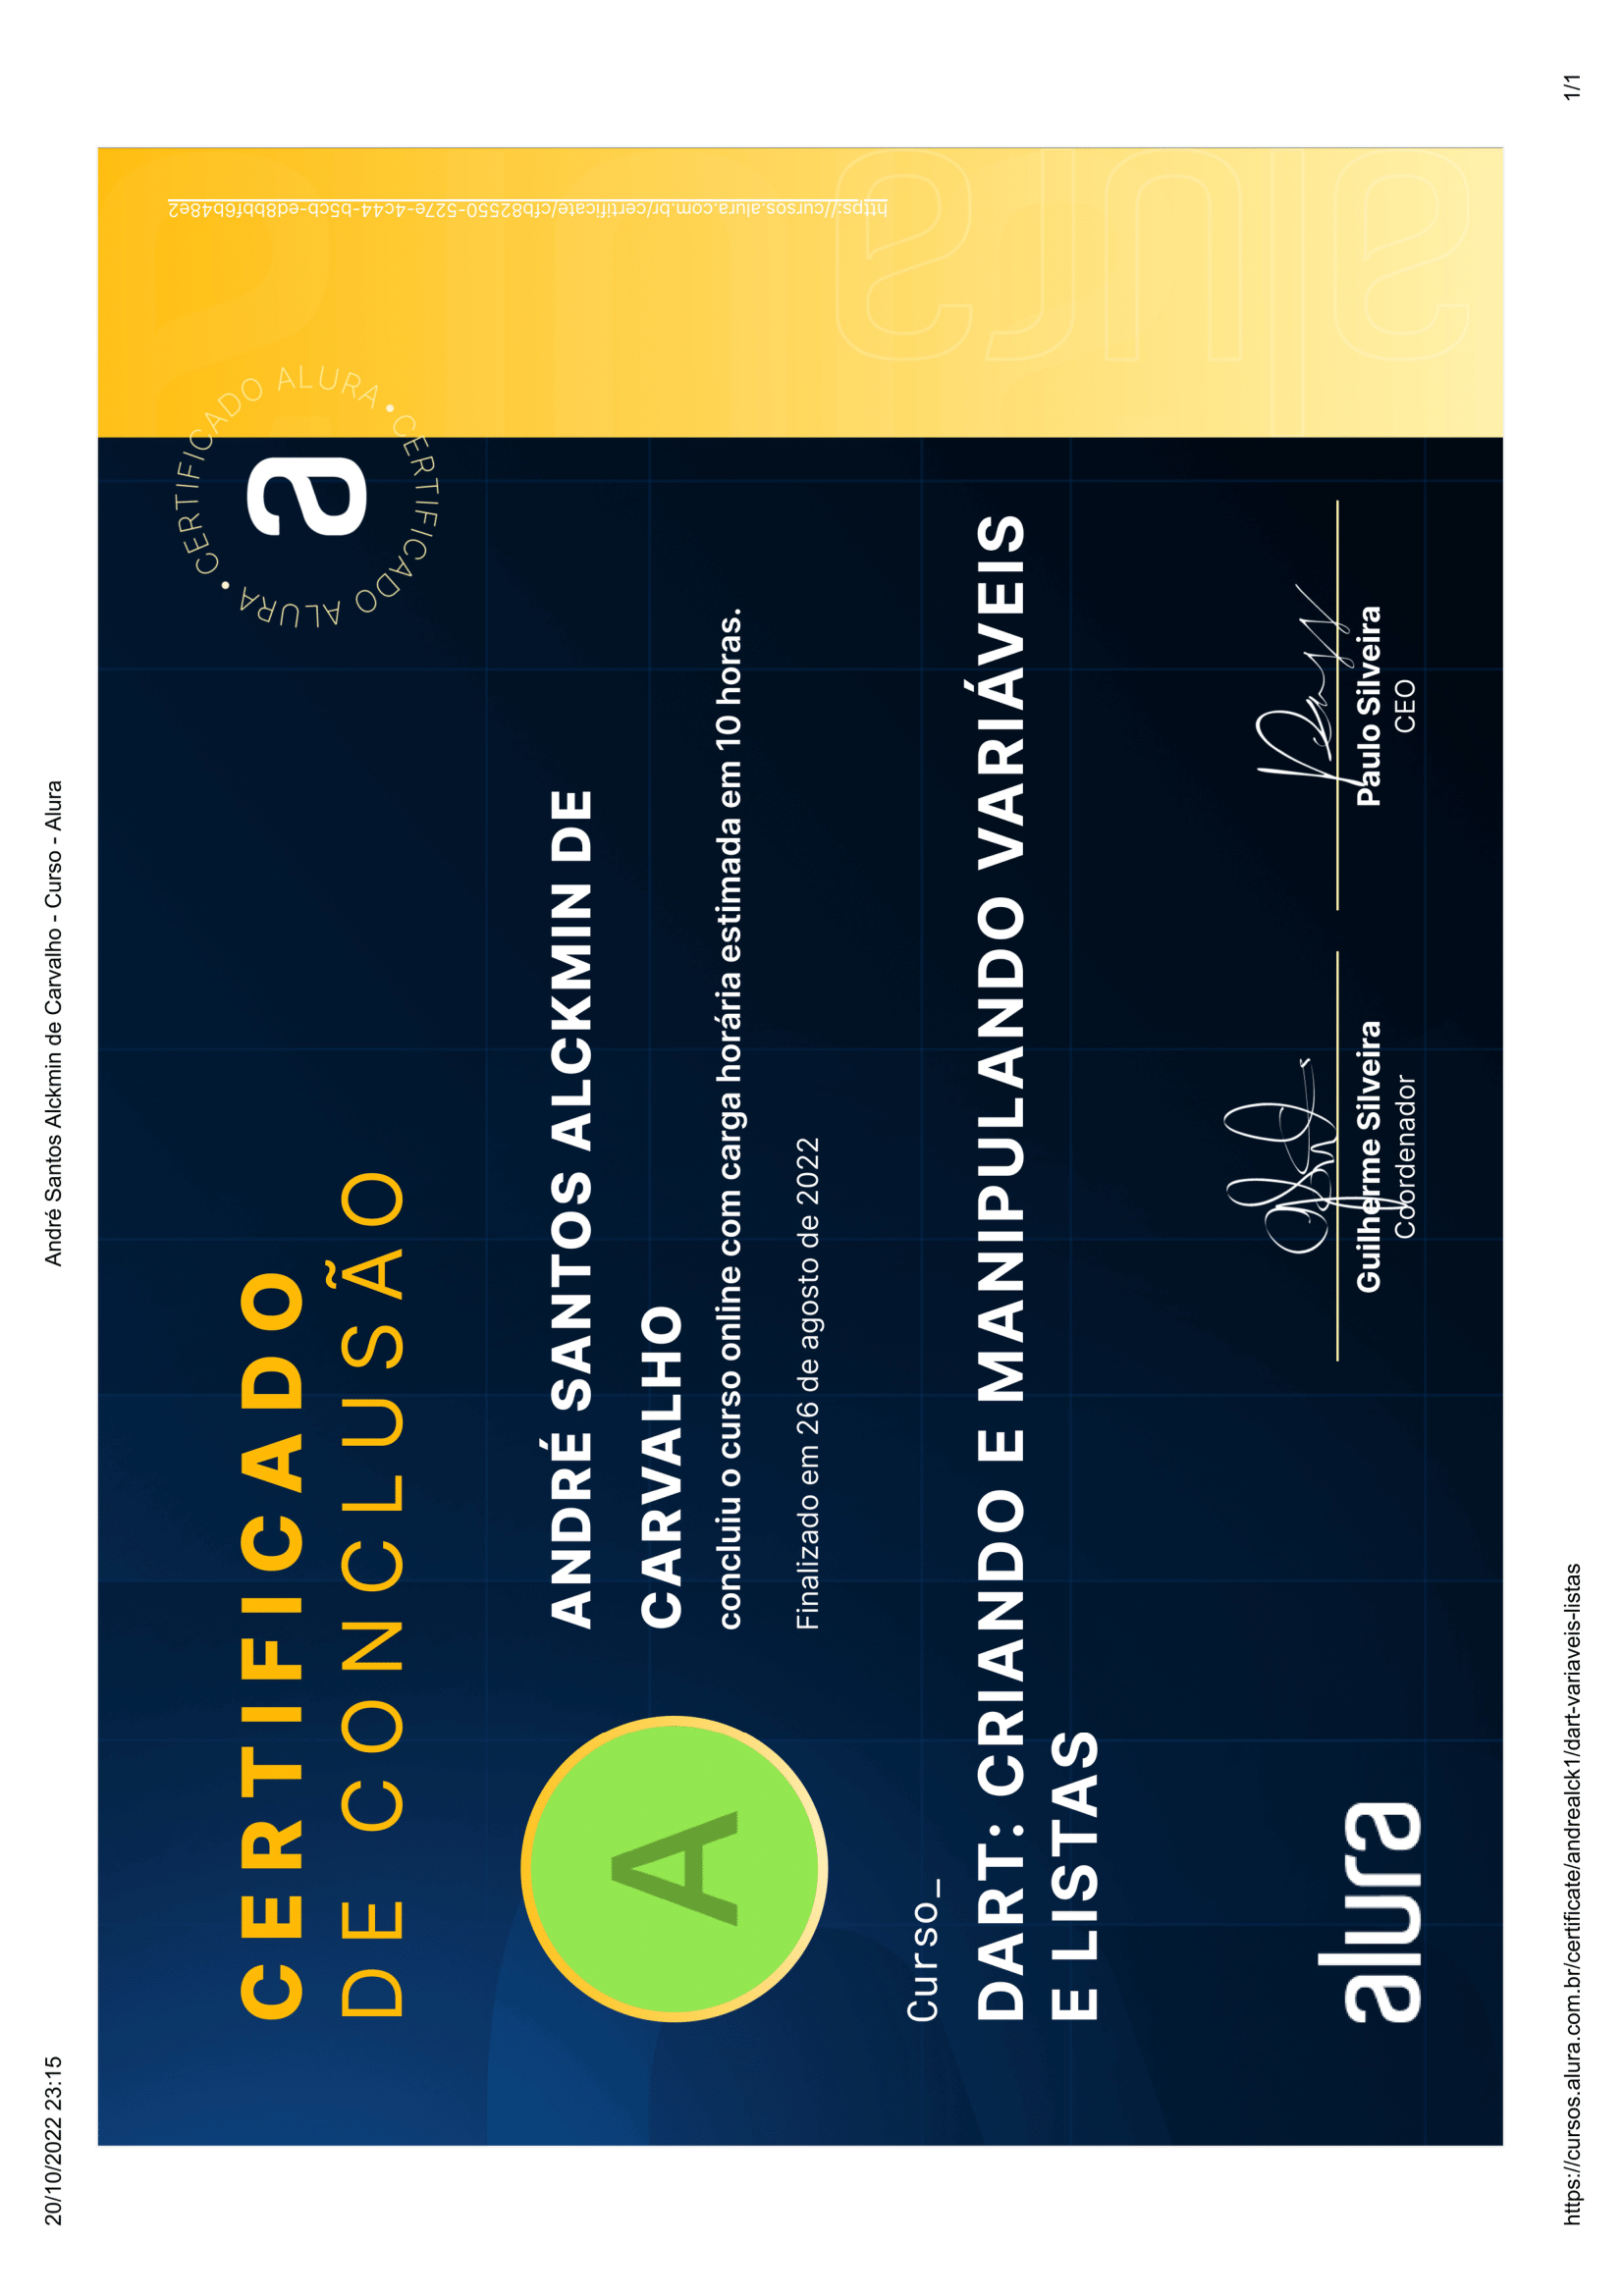 20/10/2022 23:15
André Santos Alckmin de Carvalho - Curso - Alura
CERTIFICADO
DE CONCLUSÃO
CERTIFICADO ALURA • CERTIFICADO ALURA •
a
https://cursos.alura.com.br/certificate/cfb82550-527e-4c44-b5cb-ed8bbf6b48e2
A
ANDRÉ SANTOS ALCKMIN DE
CARVALHO
concluiu o curso online com carga horária estimada em 10 horas.
Finalizado em 26 de agosto de 2022
Curso_
DART: CRIANDO E MANIPULANDO VARIÁVEIS
E LISTAS
alura
Guilherme Silveira
Coordenador
Paulo Silveira
CEO
alura
https://cursos.alura.com.br/certificate/andrealck1/dart-variaveis-listas
1/1